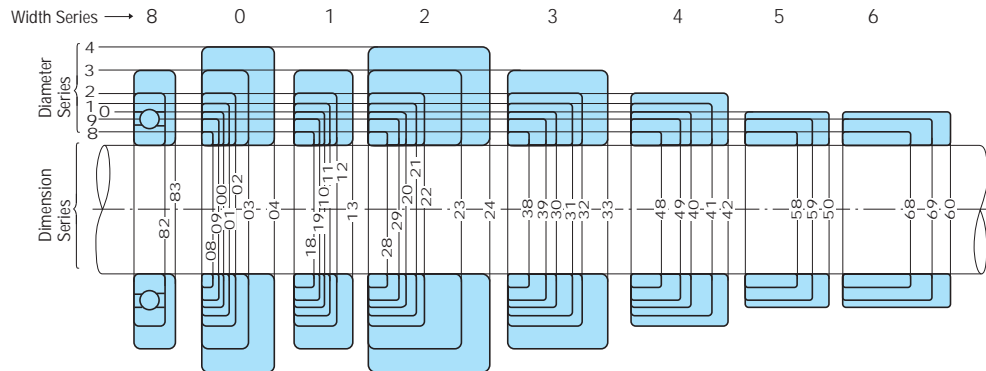 Width Series → 8 0 1 2 3 4 5 6
Diameter Series
4
3
2
1
0
9
8
Dimension Series
82 83
08 09 00 01 02 03 04
18 19 10 11 12 13
28 29 20 21 22 23 24
38 39 30 31 32 33
48 49 40 41 42
58 59 50
68 69 60